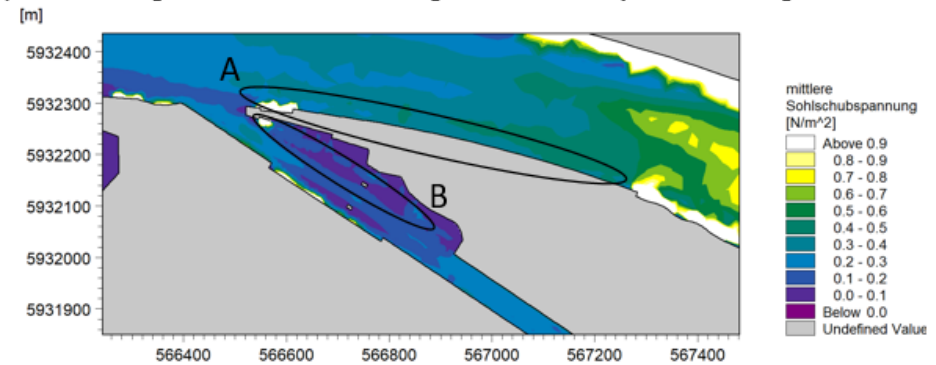 [m]
5932400
5932300
5932200
5932100
5932000
5931900
A
B
566400 566600 566800 567000 567200 567400
mittlere
Sohlschubspannung
[N/m^2]
Above 0.9
0.8 - 0.9
0.7 - 0.8
0.6 - 0.7
0.5 - 0.6
0.4 - 0.5
0.3 - 0.4
0.2 - 0.3
0.1 - 0.2
0.0 - 0.1
Below 0.0
Undefined Value